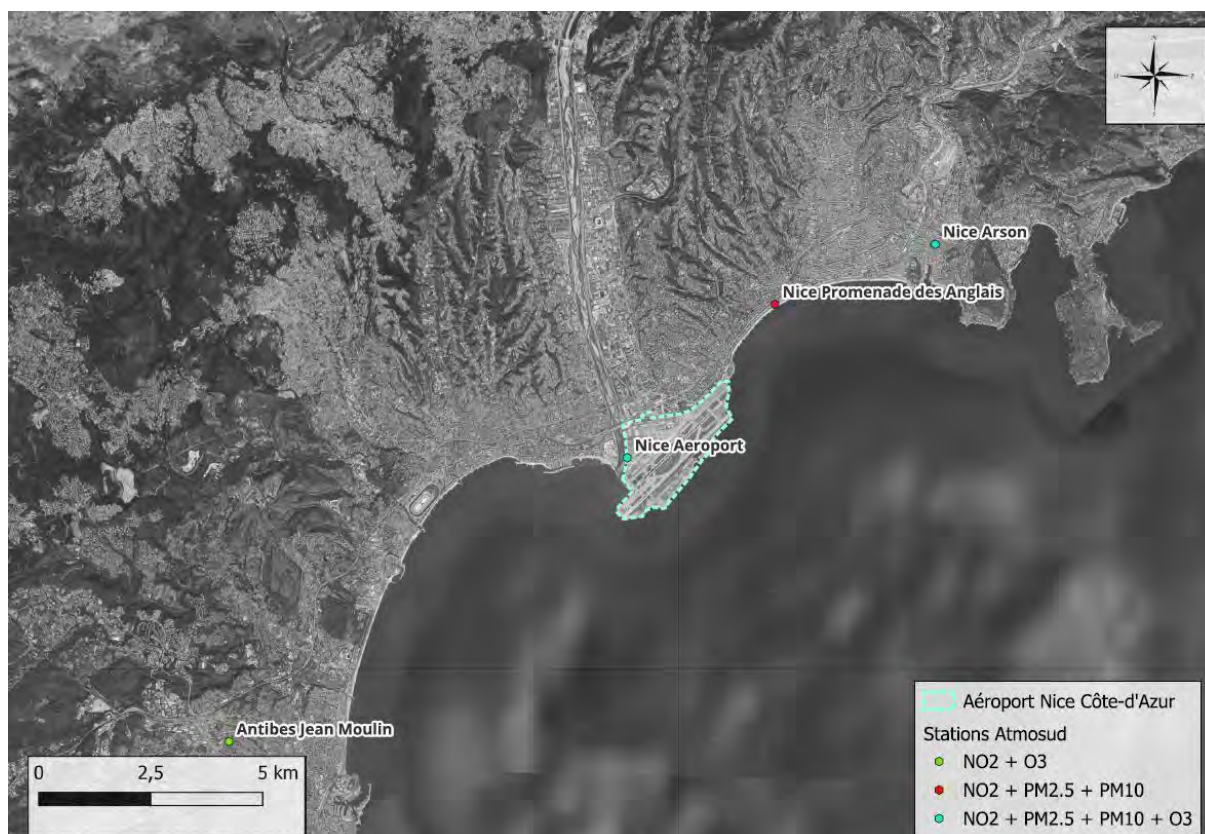 Nice Arson
Nice Promenade des Anglais
Nice Aeroport
Antibes Jean Moulin
0 2,5 5 km
Aéroport Nice Côte-d'Azur
Stations Atmosud
NO2 + O3
NO2 + PM2.5 + PM10
NO2 + PM2.5 + PM10 + O3